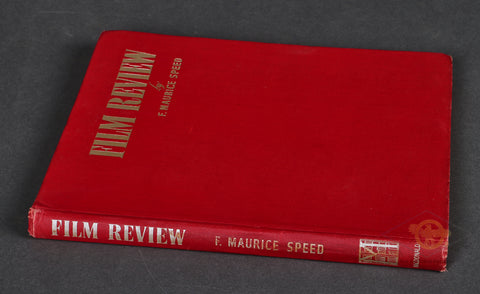 FILM REVIEW
by
F. MAURICE SPEED
FILM REVIEW F. MAURICE SPEED MACDONALD